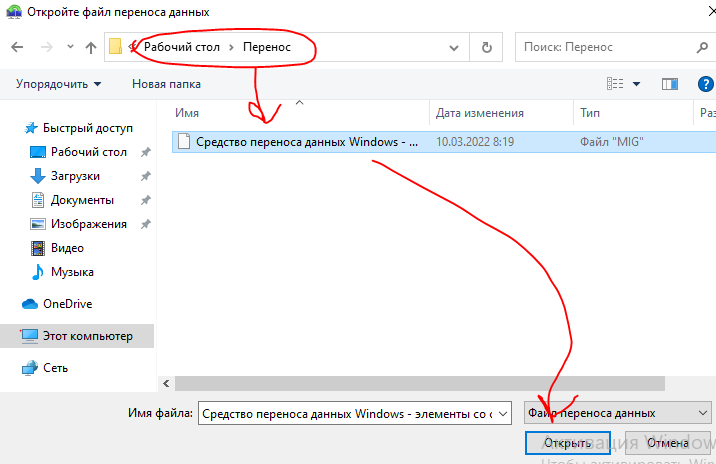 Откройте файл переноса данных
Рабочий стол > Перенос
Поиск: Перенос
Упорядочить
Новая папка
Имя
Дата изменения
Тип
Раз
Быстрый доступ
Рабочий стол
Загрузки
Документы
Изображения
Видео
Музыка
OneDrive
Этот компьютер
Сеть
Средство переноса данных Windows - ...
10.03.2022 8:19
Файл "MIG"
Имя файла:
Средство переноса данных Windows - элементы со с
Файл переноса данных
Открыть
Отмена
Активация Window
Чтобы активировать Win